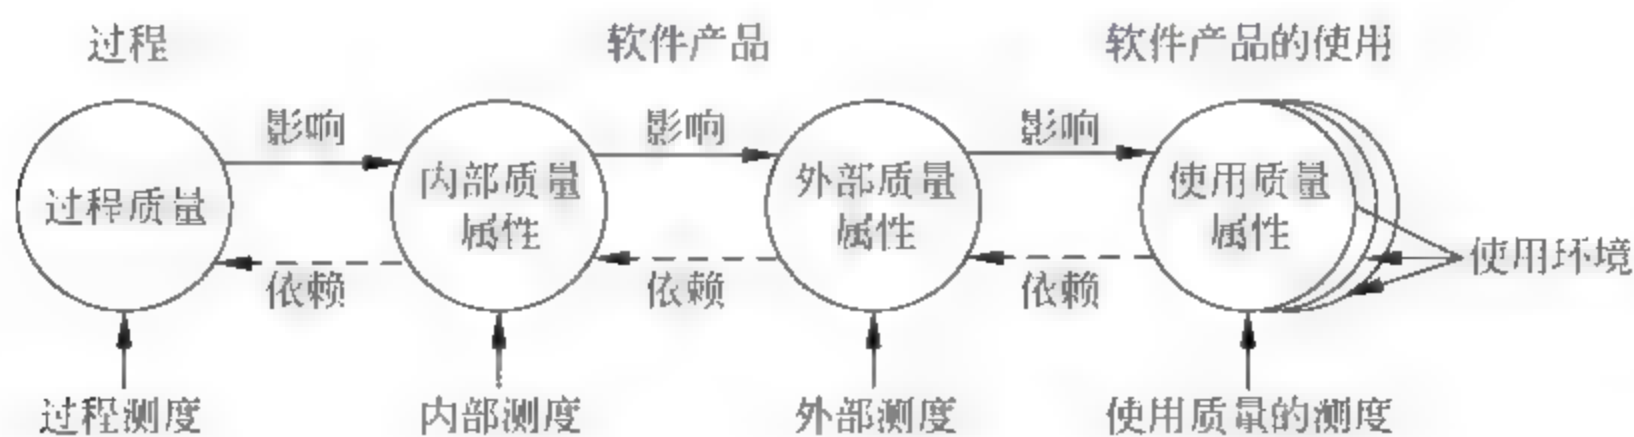 过程
软件产品
软件产品的使用
影响
影响
影响
过程质量
内部质量
属性
外部质量
属性
使用质量
属性
使用环境
依赖
依赖
依赖
过程测度
内部测度
外部测度
使用质量的测度